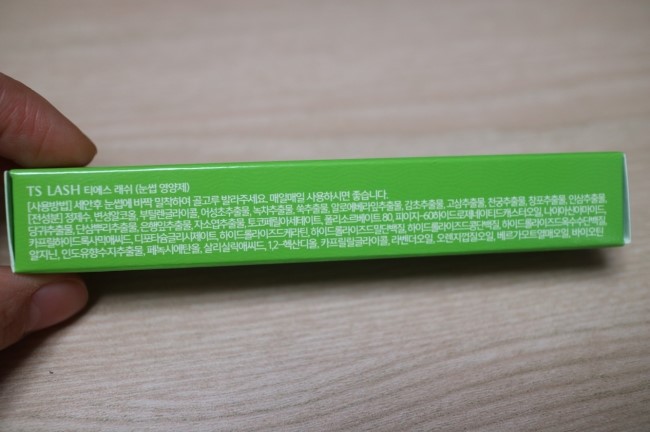 TS LASH 티에스 래쉬 (눈썹 영양제)
[사용방법] 세안후 눈썹에 바짝 밀착하여 골고루 발라주세요. 매일매일 사용하시면 좋습니다.
[전성분] 정제수, 변성알코올, 부틸렌글라이콜, 어성초추출물, 녹차추출물, 쑥추출물, 알로에베라잎추출물, 감초추출물, 고삼추출물, 천궁추출물, 창포추출물, 인삼추출물,
당귀추출물, 단삼뿌리추출물, 은행잎추출물, 자소엽추출물, 토코페릴아세테이트, 폴리소르베이트 80, 피이지-60하이드로제네이티드캐스터오일, 나이아신아마이드,
카프릴하이드록사믹애씨드, 디포타슘글리시제이트, 하이드롤라이즈드케라틴, 하이드롤라이즈드밀단백질, 하이드롤라이즈드콩단백질, 하이드롤라이즈드옥수수단백질,
알지닌, 인도유향수지추출물, 페녹시에탄올, 살리실릭애씨드, 1,2-헥산디올, 카프릴릴글라이콜, 라벤더오일, 오렌지껍질오일, 베르가모트열매오일, 바이오틴